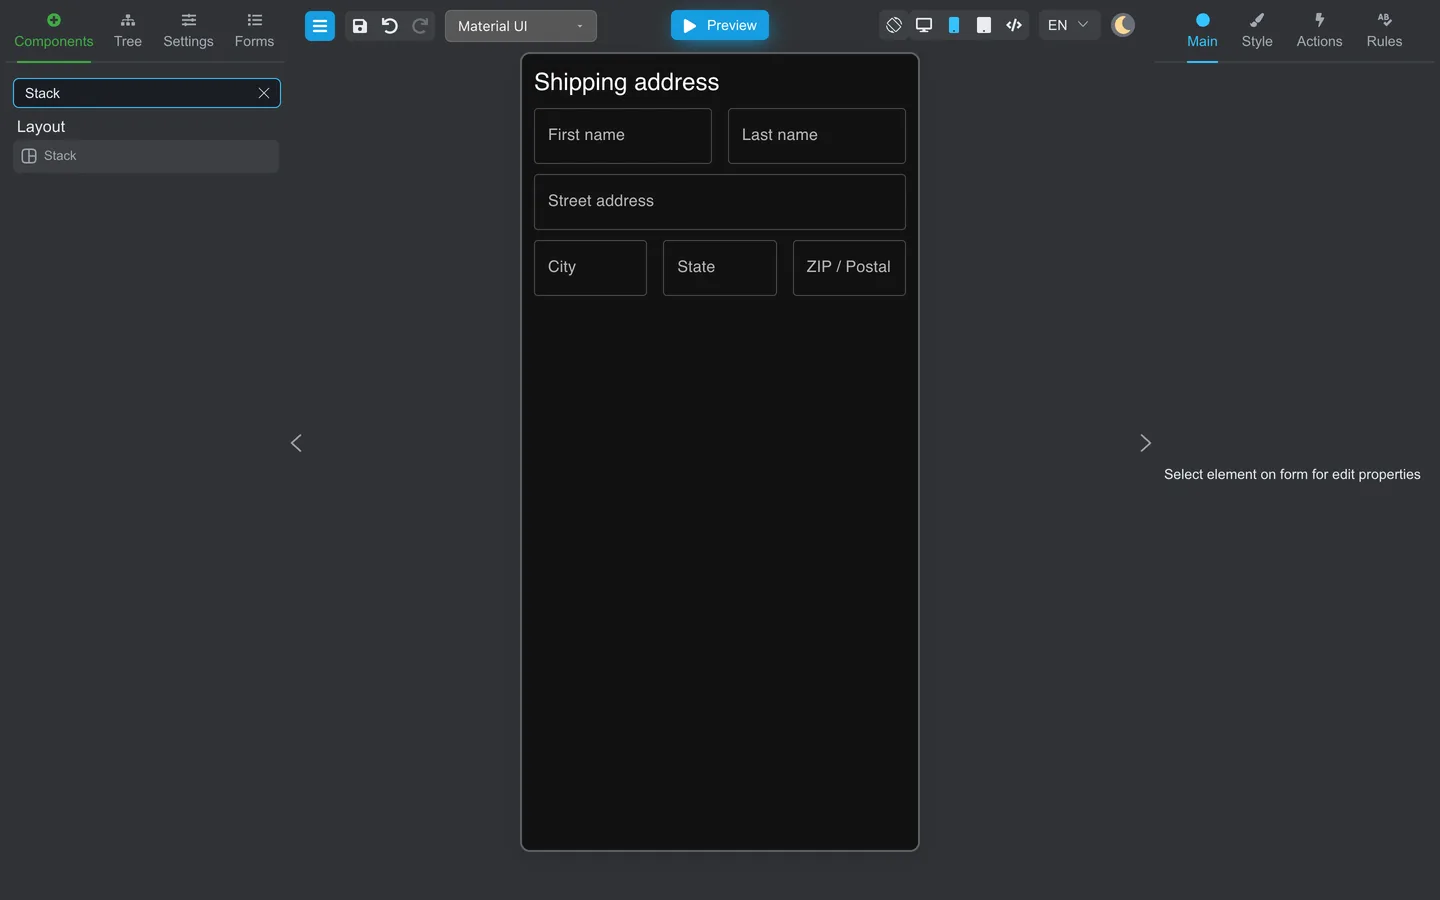 Components
Tree
Settings
Forms
Material UI
Preview
EN
Main
Style
Actions
AB
Rules
Stack
Layout
Stack
Shipping address
First name
Last name
Street address
City
State
ZIP / Postal
Select element on form for edit properties